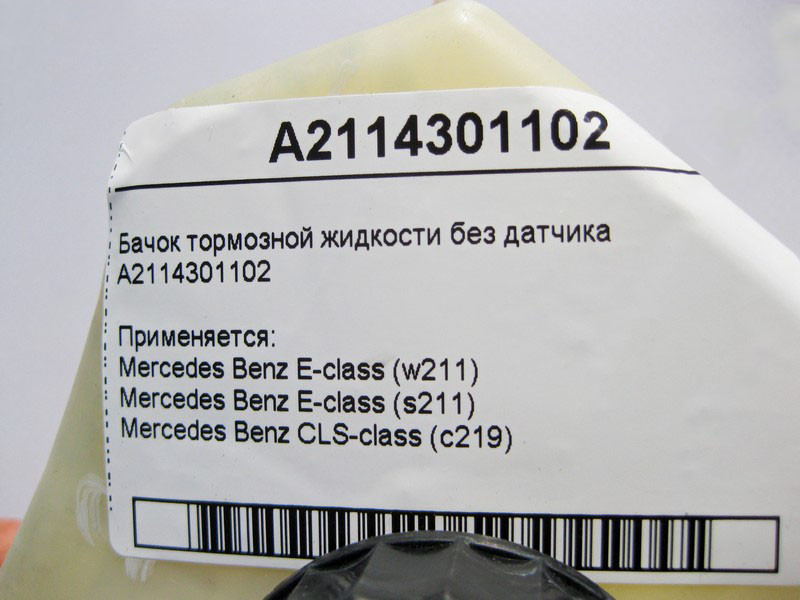 A2114301102
Бачок тормозной жидкости без датчика
A2114301102
Применяется:
Mercedes Benz E-class (w211)
Mercedes Benz E-class (s211)
Mercedes Benz CLS-class (c219)